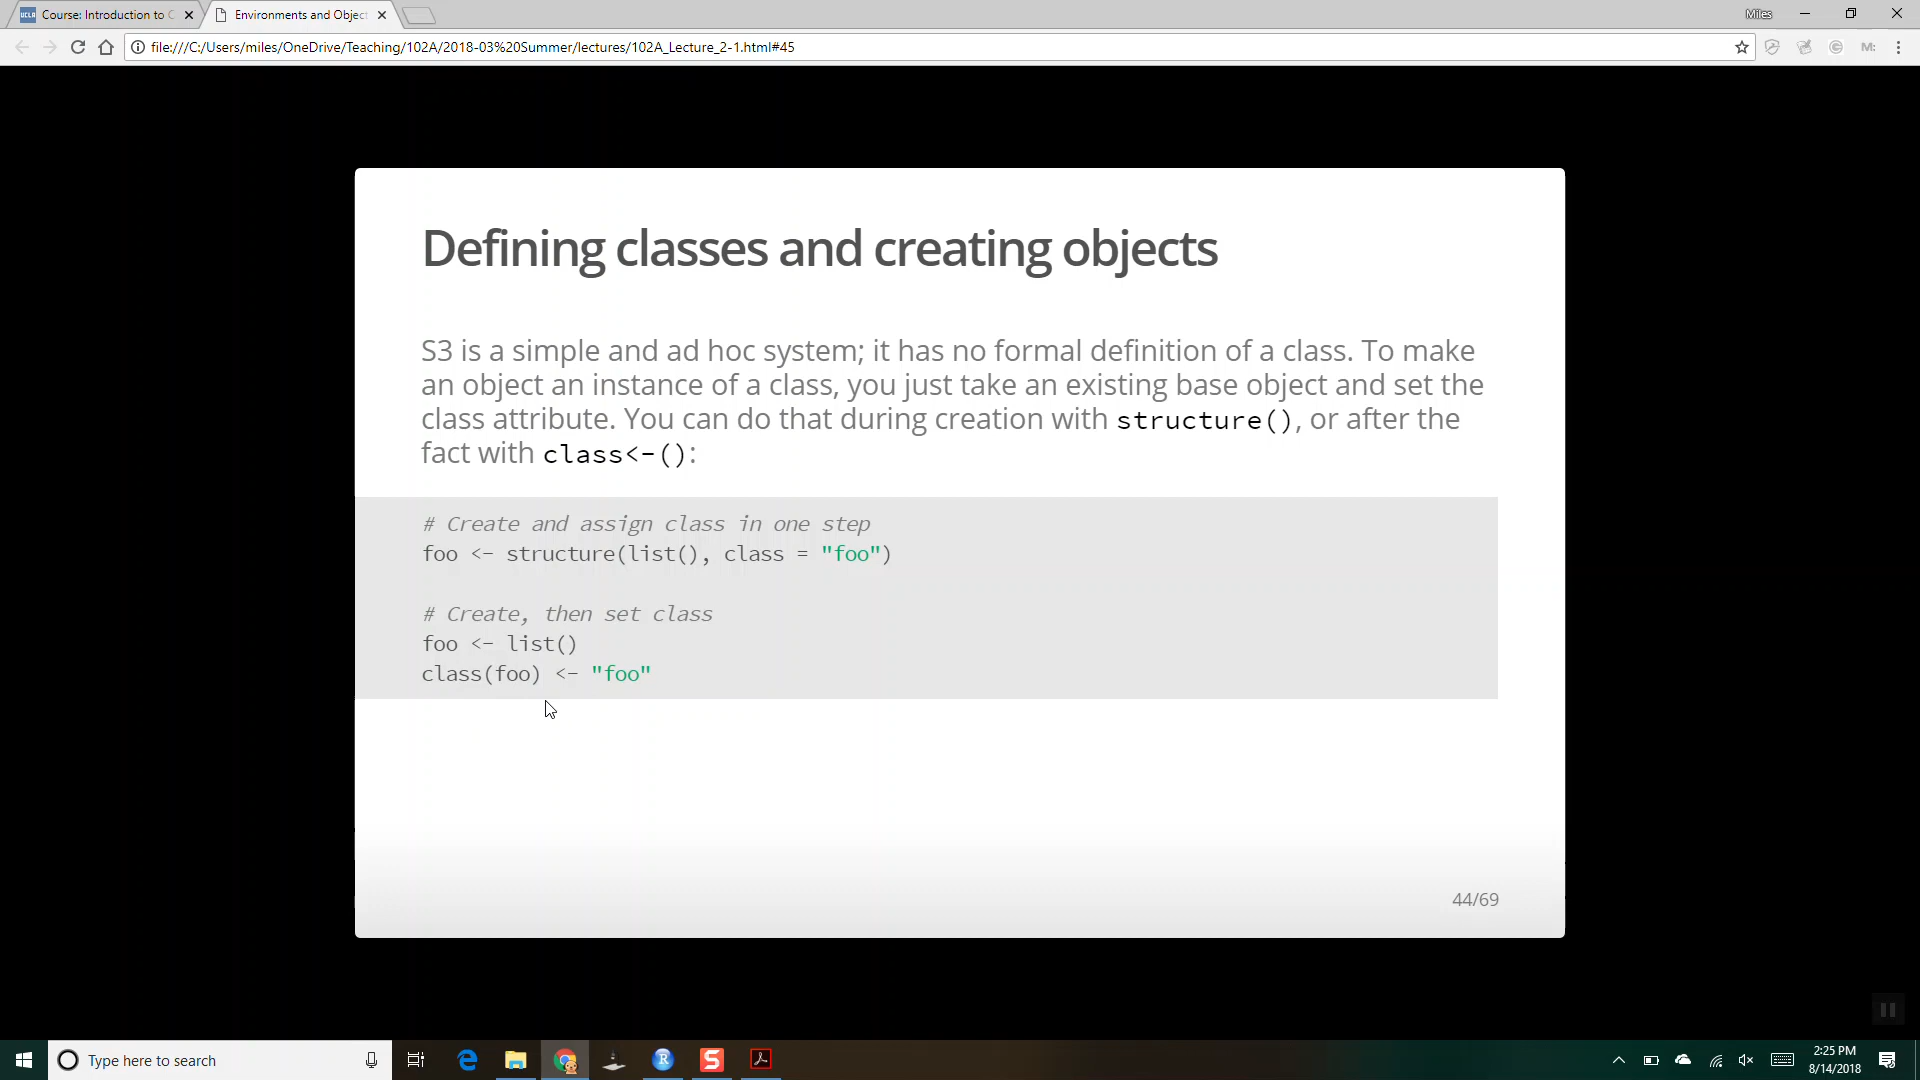 UCLA
Course: Introduction to C
Environments and Object
Miles
file:///C:/Users/miles/OneDrive/Teaching/102A/2018-03%20Summer/lectures/102A_Lecture_2-1.html#45
M:
Defining classes and creating objects
S3 is a simple and ad hoc system; it has no formal definition of a class. To make
an object an instance of a class, you just take an existing base object and set the
class attribute. You can do that during creation with structure(), or after the
fact with class<-():
# Create and assign class in one step
foo <- structure(list(), class = "foo")
# Create, then set class
foo <- list()
class(foo) <- "foo"
44/69
Type here to search
2:25 PM
8/14/2018